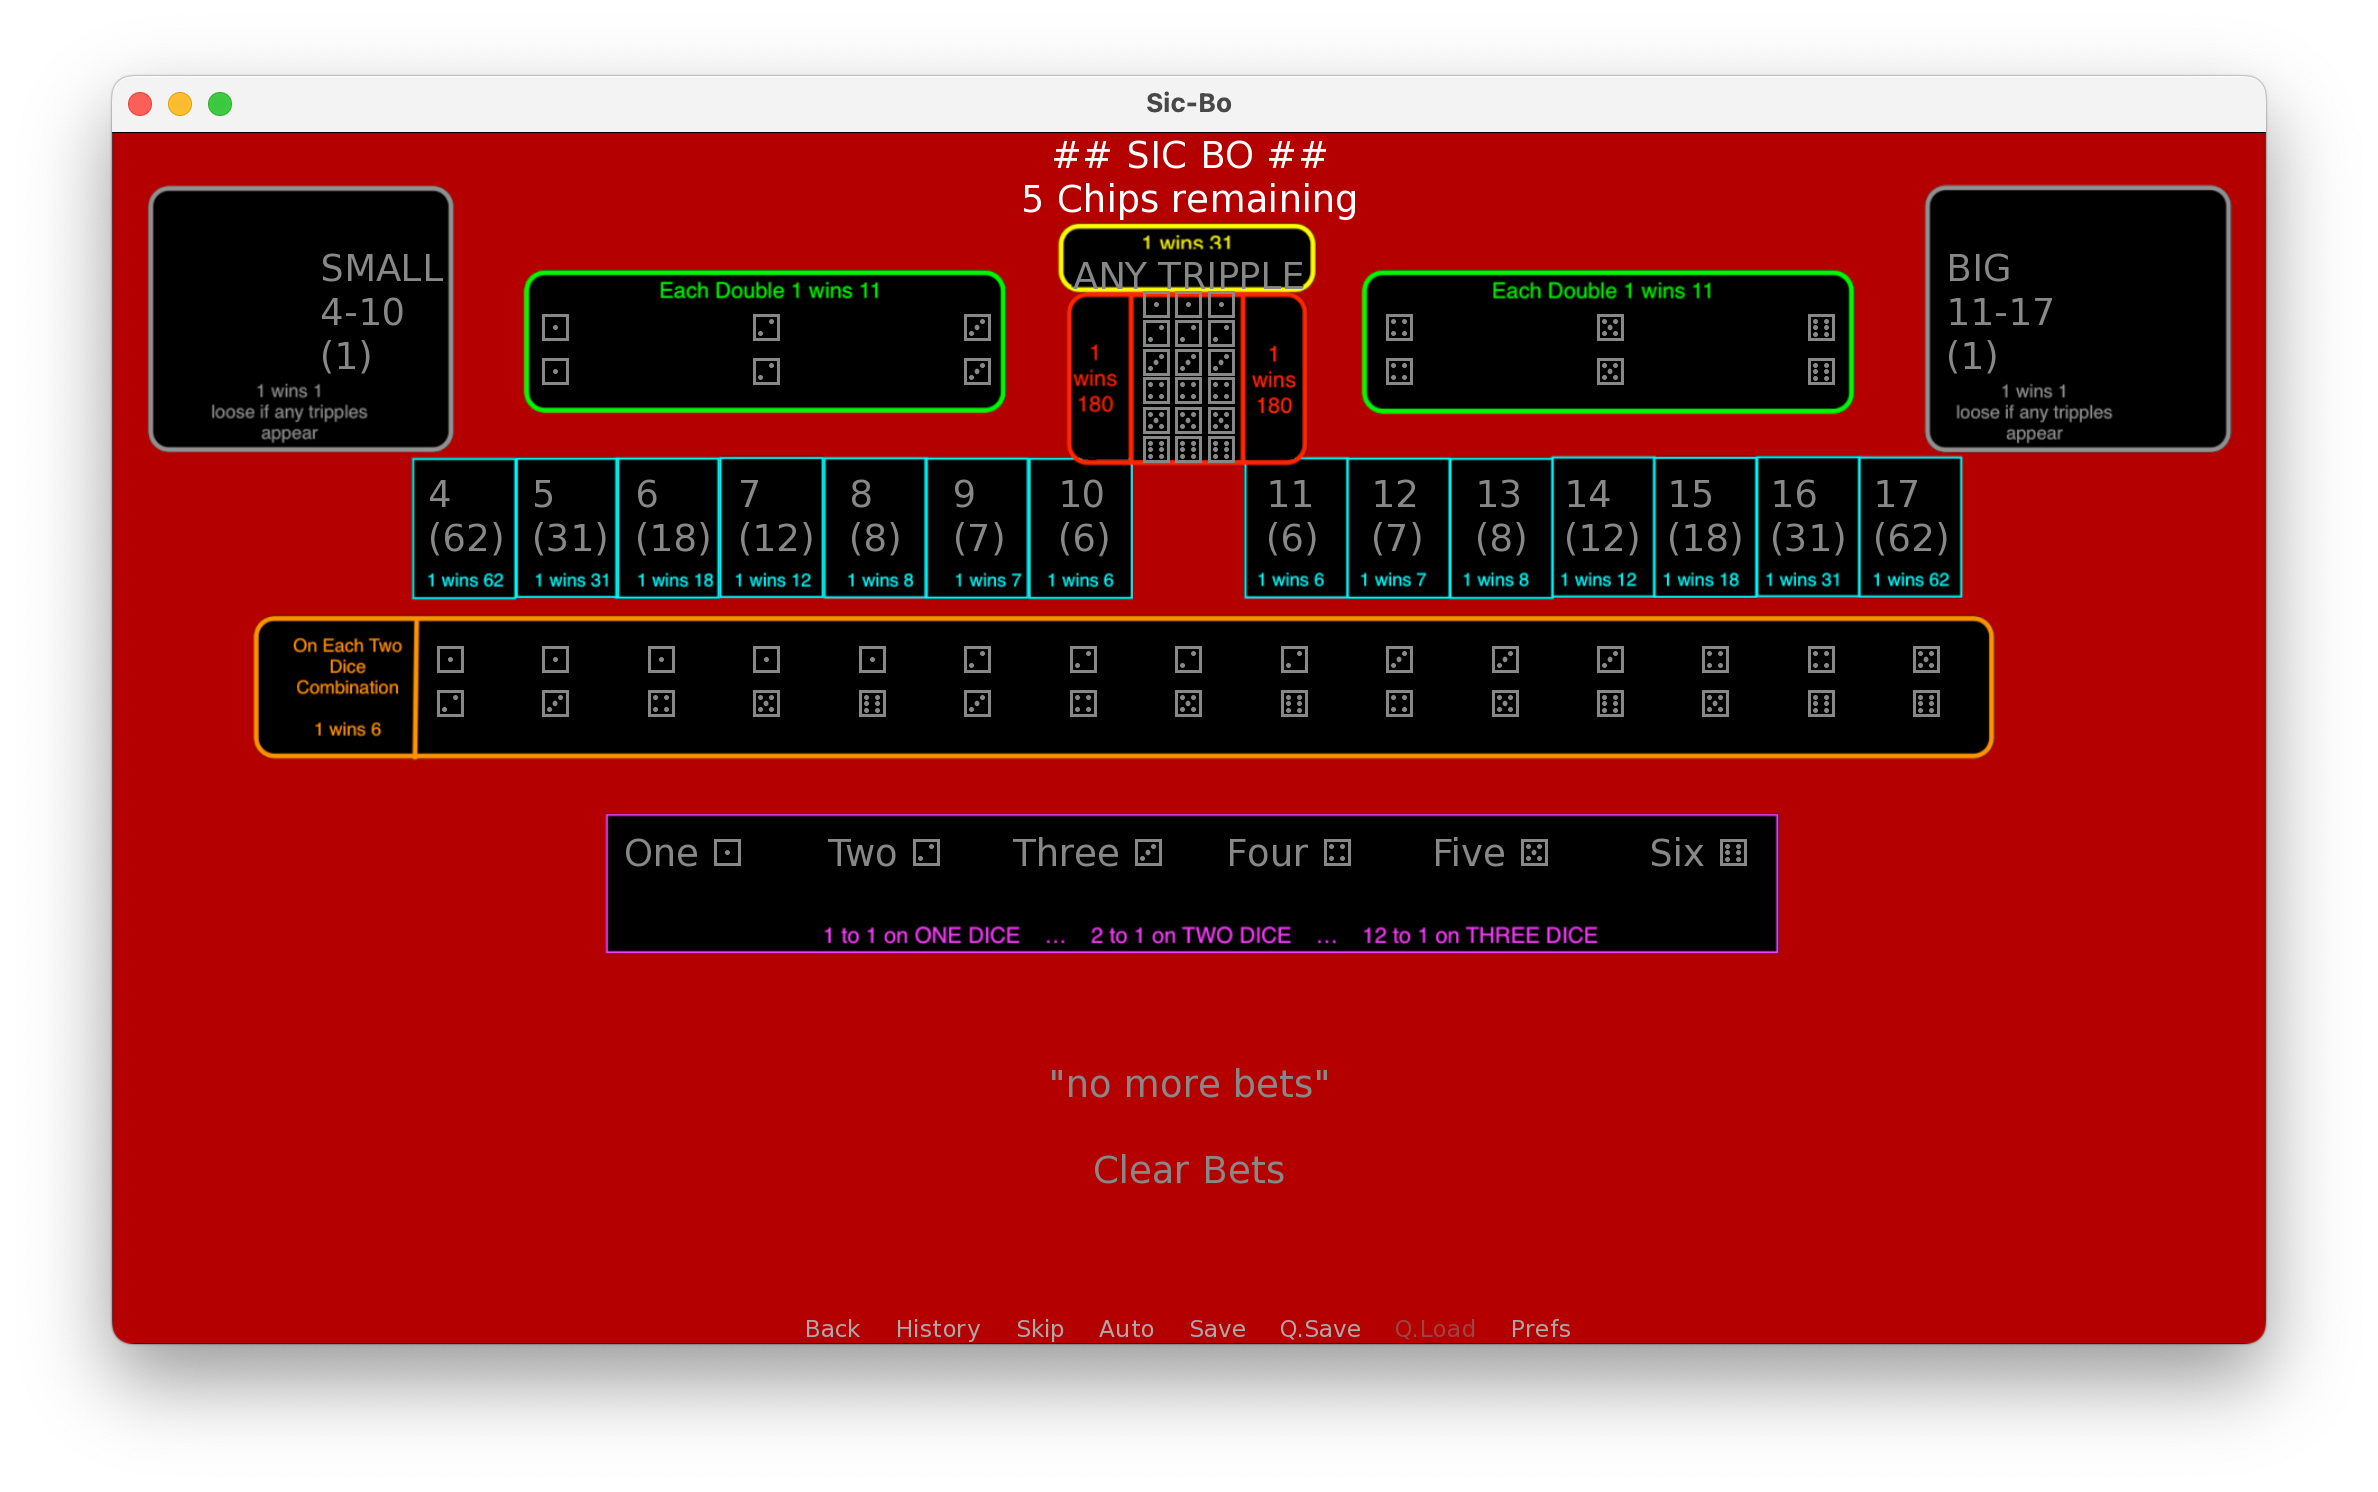 Sic-Bo
## SIC BO ##
5 Chips remaining
SMALL
4-10
(1)
1 wins 1
loose if any tripples
appear
Each Double 1 wins 11
1 wins 31
ANY TRIPPLE
1
wins
180
1
wins
180
Each Double 1 wins 11
BIG
11-17
(1)
1 wins 1
loose if any tripples
appear
4 5 6 7 8 9 10 11 12 13 14 15 16 17
(62) (31) (18) (12) (8) (7) (6) (6) (7) (8) (12) (18) (31) (62)
1 wins 62 1 wins 31 1 wins 18 1 wins 12 1 wins 8 1 wins 7 1 wins 6 1 wins 6 1 wins 7 1 wins 8 1 wins 12 1 wins 18 1 wins 31 1 wins 62
On Each Two
Dice
Combination
1 wins 6
One ⚀ Two ⚁ Three ⚂ Four ⚃ Five ⚄ Six ⚅
1 to 1 on ONE DICE ... 2 to 1 on TWO DICE ... 12 to 1 on THREE DICE
"no more bets"
Clear Bets
Back History Skip Auto Save Q.Save Q.Load Prefs